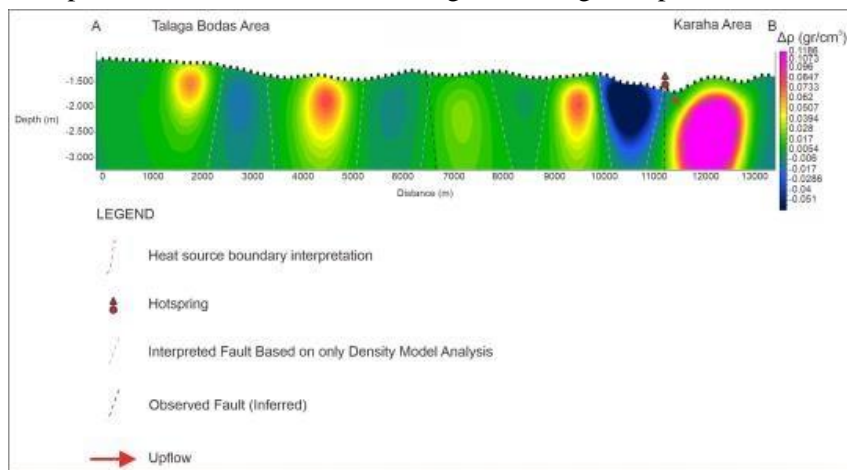 A Talaga Bodas Area Karaha Area B
Δρ (gr/cm³)
0.1186
0.1073
0.096
0.0847
0.0733
0.062
0.0507
0.0394
0.028
0.0167
0.0054
-0.006
-0.017
-0.0286
-0.04
-0.051
-1.500
-2.000
Depth (m)
-2.500
-3.000
0 1000 2000 3000 4000 5000 6000 7000 8000 9000 10000 11000 12000 13000
Distance (m)
LEGEND
Heat source boundary interpretation
Hotspring
Interpreted Fault Based on only Density Model Analysis
Observed Fault (Inferred)
Upflow